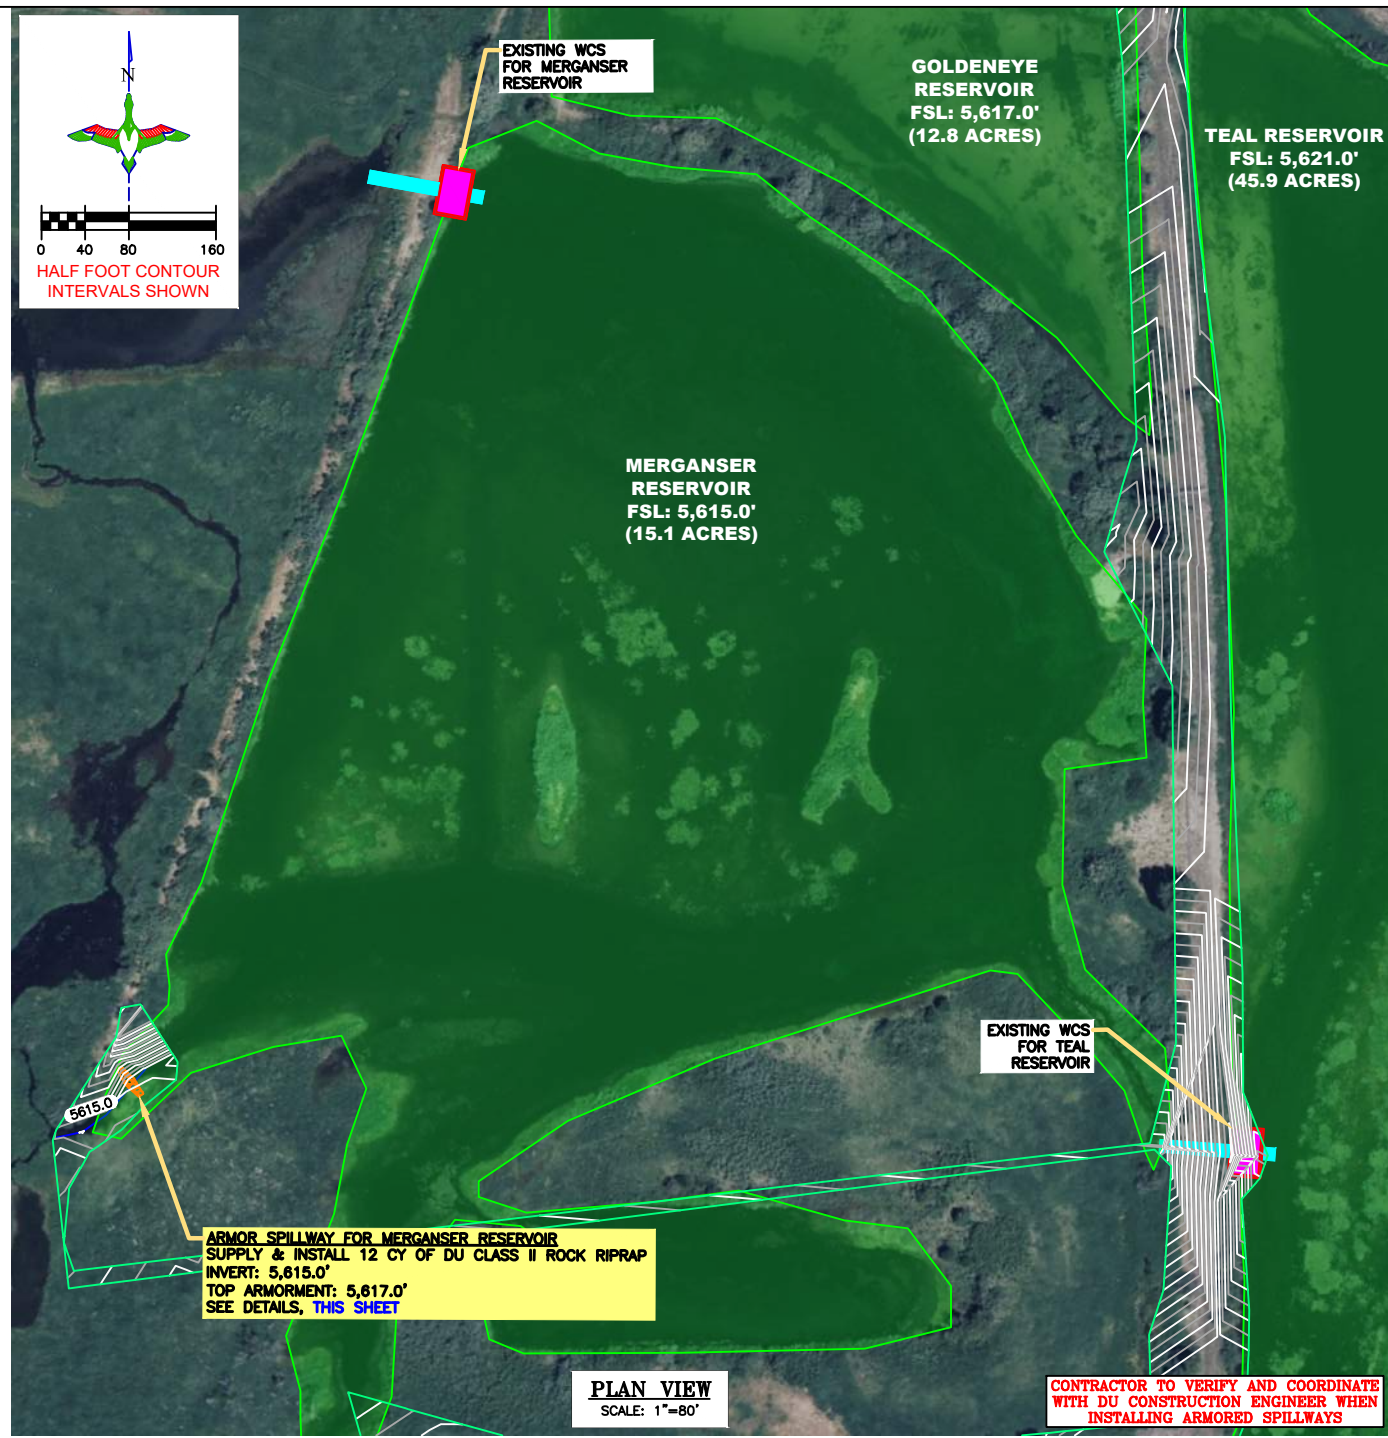 EXISTING WCS
FOR MERGANSER
RESERVOIR
N
0 40 80 160
HALF FOOT CONTOUR
INTERVALS SHOWN
GOLDENEYE
RESERVOIR
FSL: 5,617.0'
(12.8 ACRES)
TEAL RESERVOIR
FSL: 5,621.0'
(45.9 ACRES)
MERGANSER
RESERVOIR
FSL: 5,615.0'
(15.1 ACRES)
EXISTING WCS
FOR TEAL
RESERVOIR
5615.0
ARMOR SPILLWAY FOR MERGANSER RESERVOIR
SUPPLY & INSTALL 12 CY OF DU CLASS II ROCK RIPRAP
INVERT: 5,615.0'
TOP ARMORMENT: 5,617.0'
SEE DETAILS, THIS SHEET
PLAN VIEW
SCALE: 1"=80'
CONTRACTOR TO VERIFY AND COORDINATE
WITH DU CONSTRUCTION ENGINEER WHEN
INSTALLING ARMORED SPILLWAYS